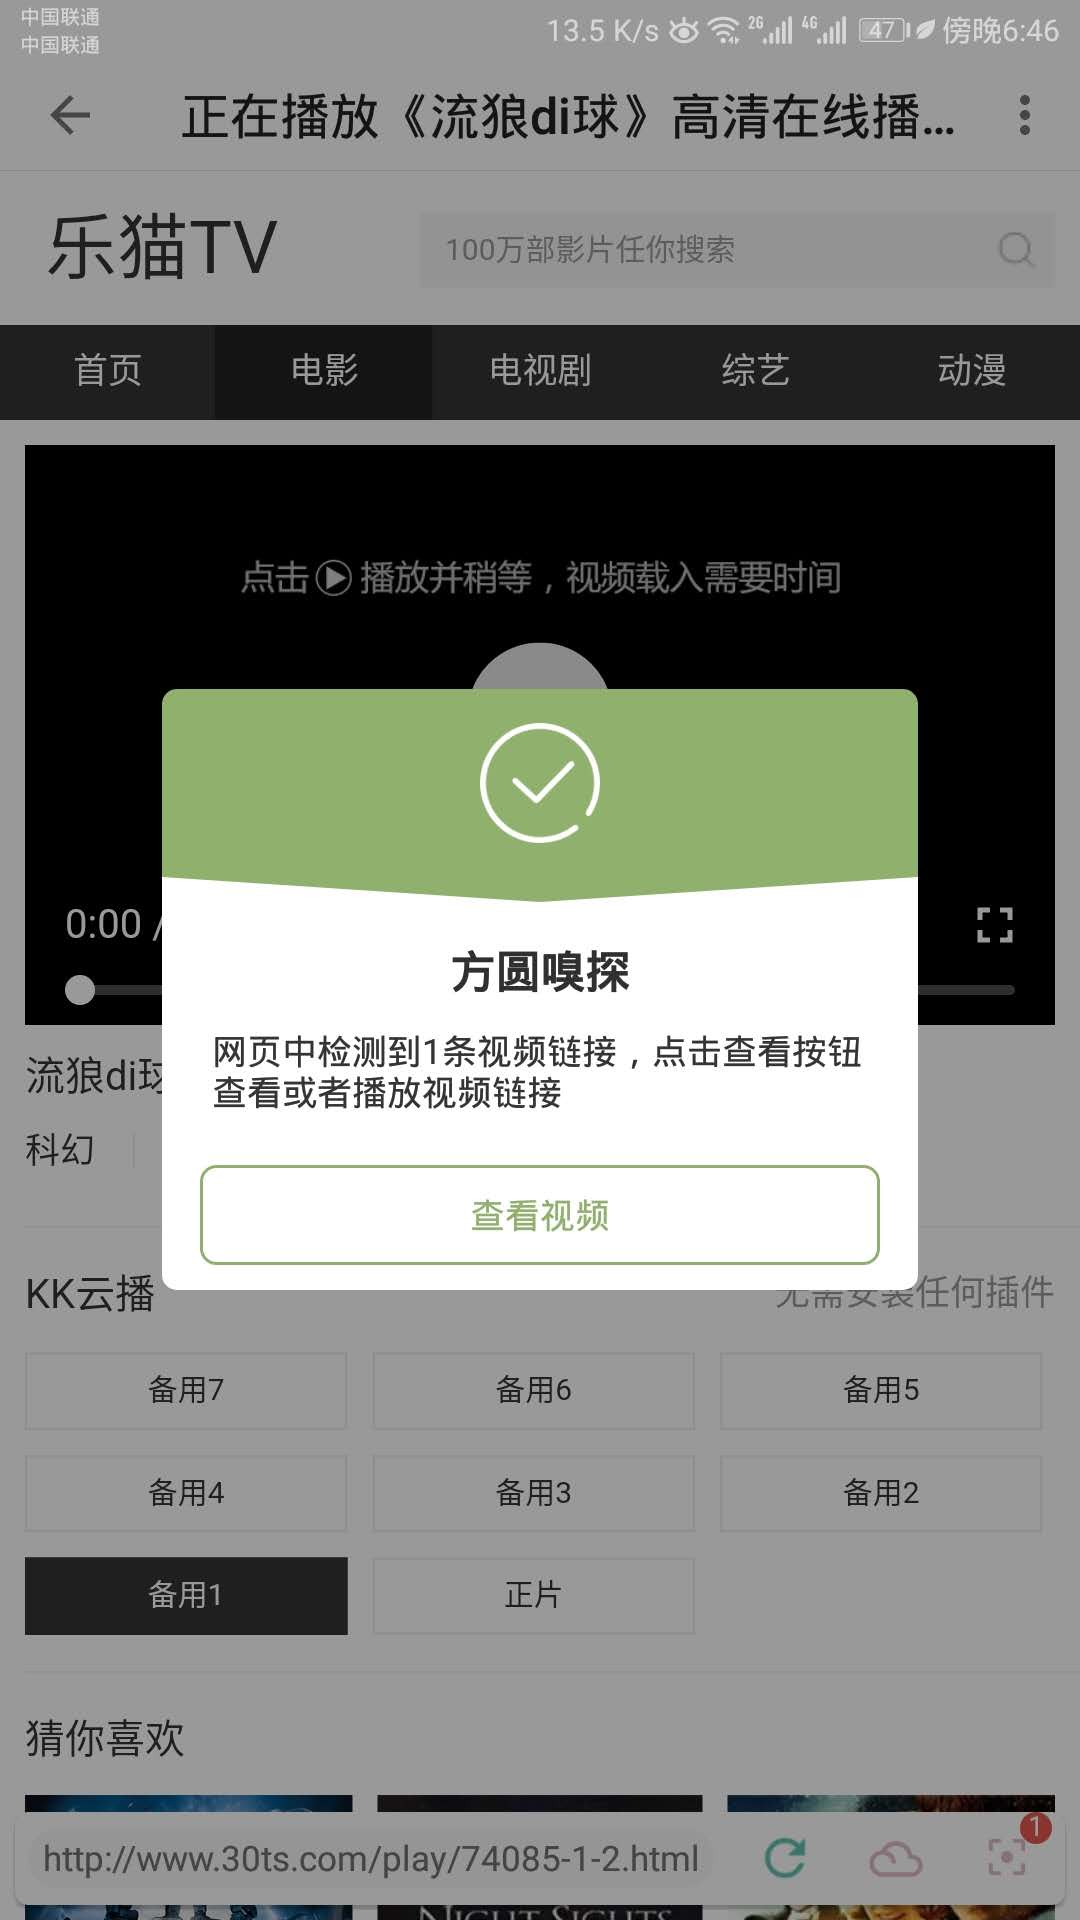 中国联通
中国联通
13.5 K/s 2G 4G 47 傍晚6:46
正在播放《流狼di球》高清在线播...
乐猫TV
100万部影片任你搜索
首页 电影 电视剧 综艺 动漫
点击 播放并稍等，视频载入需要时间
0:00 /
方圆嗅探
网页中检测到1条视频链接，点击查看按钮
查看或者播放视频链接
查看视频
流狼di球
科幻
KK云播 无需安装任何插件
备用7 备用6 备用5
备用4 备用3 备用2
备用1 正片
猜你喜欢
1
http://www.30ts.com/play/74085-1-2.html
NIGHT SIGHTS